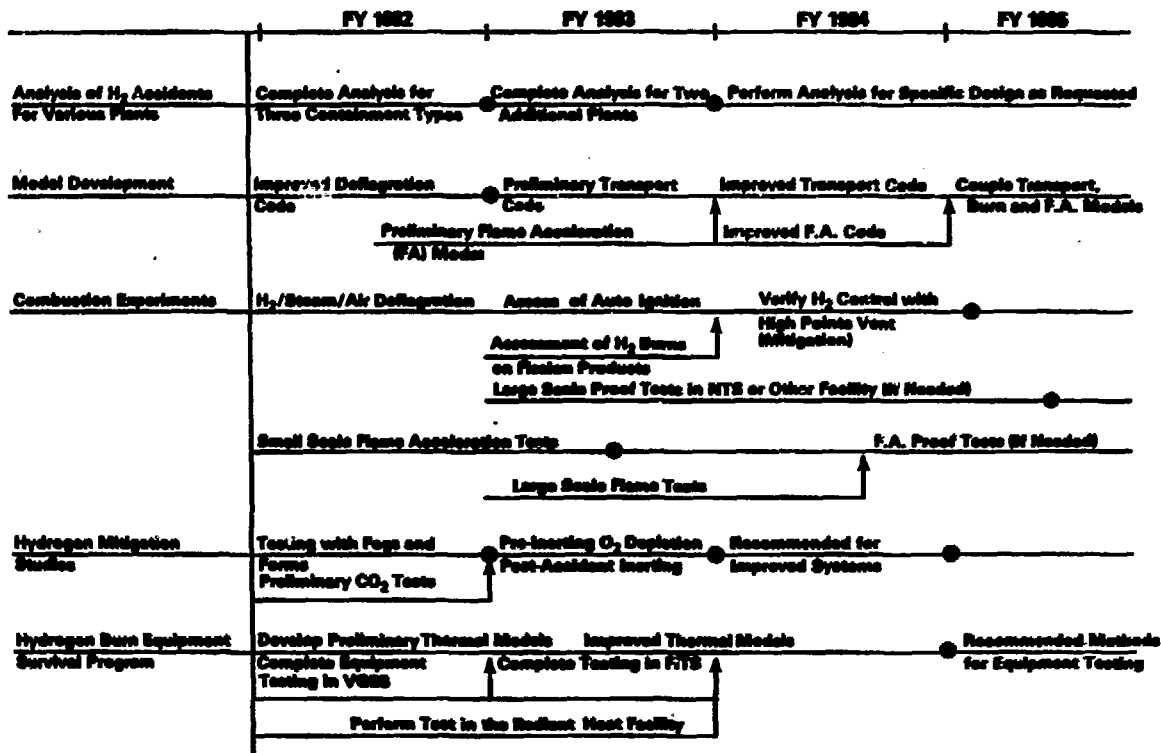 FY 1982 FY 1983 FY 1984 FY 1985
Analysis of H2 Accidents
For Various Plants
Complete Analysis for
Three Containment Types
Complete Analysis for Two
Additional Plants
Perform Analysis for Specific Design as Requested
Model Development
Improved Deflagration
Code
Preliminary Transport
Code
Improved Transport Code
Couple Transport,
Burn and F.A. Models
Preliminary Flame Acceleration
(FA) Model
Improved F.A. Code
Combustion Experiments
H2/Steam/Air Deflagration
Assess of Auto Ignition
Verify H2 Control with
High Points Vent
(Mitigation)
Assessment of H2 Burns
on Fission Products
Large Scale Proof Tests in NTS or Other Facility (If Needed)
Small Scale Flame Acceleration Tests
F.A. Proof Tests (If Needed)
Large Scale Flame Tests
Hydrogen Mitigation
Studies
Testing with Fogs and
Foams
Preliminary CO2 Tests
Pre-Inerting O2 Depletion
Post-Accident Inerting
Recommended for
Improved Systems
Hydrogen Burn Equipment
Survival Program
Develop Preliminary Thermal Models
Complete Equipment
Testing in VGES
Improved Thermal Models
Complete Testing in FITS
Recommended Methods
for Equipment Testing
Perform Test in the Radiant Heat Facility